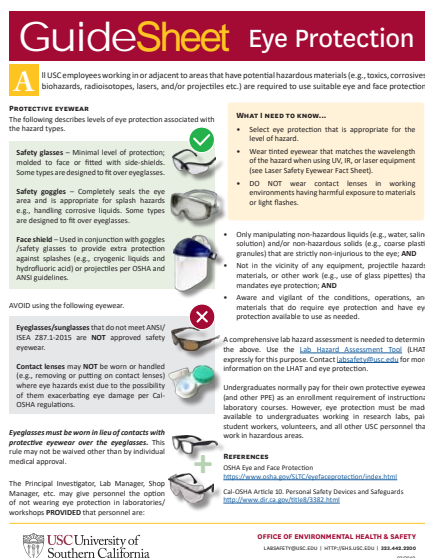 GuideSheet Eye Protection
All USC employees working in or adjacent to areas that have potential hazardous materials (e.g., toxics, corrosives
biohazards, radioisotopes, lasers, and/or projectiles etc.) are required to use suitable eye and face protection
PROTECTIVE EYEWEAR
The following describes levels of eye protection associated with
the hazard types.
Safety glasses – Minimal level of protection;
molded to face or fitted with side-shields.
Some types are designed to fit over eyeglasses.
Safety goggles – Completely seals the eye
area and is appropriate for splash hazards
e.g., handling corrosive liquids. Some types
are designed to fit over eyeglasses.
Face shield – Used in conjunction with goggles
/safety glasses to provide extra protection
against splashes (e.g., cryogenic liquids and
hydrofluoric acid) or projectiles per OSHA and
ANSI guidelines.
AVOID using the following eyewear.
Eyeglasses/sunglasses that do not meet ANSI/
ISEA Z87.1-2015 are NOT approved safety
eyewear.
Contact lenses may NOT be worn or handled
(e.g., removing or putting on contact lenses)
where eye hazards exist due to the possibility
of them exacerbating eye damage per Cal-
OSHA regulations.
Eyeglasses must be worn in lieu of contacts with
protective eyewear over the eyeglasses. This
rule may not be waived other than by individual
medical approval.
The Principal Investigator, Lab Manager, Shop
Manager, etc. may give personnel the option
of not wearing eye protection in laboratories/
workshops PROVIDED that personnel are:
WHAT I NEED TO KNOW...
• Select eye protection that is appropriate for the
level of hazard.
• Wear tinted eyewear that matches the wavelength
of the hazard when using UV, IR, or laser equipment
(see Laser Safety Eyewear Fact Sheet).
• DO NOT wear contact lenses in working
environments having harmful exposure to materials
or light flashes.
• Only manipulating non-hazardous liquids (e.g., water, saline
solution) and/or non-hazardous solids (e.g., coarse plasti
granules) that are strictly non-injurious to the eye; AND
• Not in the vicinity of any equipment, projectile hazards
materials, or other work (e.g., use of glass pipettes) tha
mandates eye protection; AND
• Aware and vigilant of the conditions, operations, an
materials that do require eye protection and have ey
protection available to use as needed.
A comprehensive lab hazard assessment is needed to determin
the above. Use the Lab Hazard Assessment Tool (LHAT
expressly for this purpose. Contact labsafety@usc.edu for mor
information on the LHAT and eye protection.
Undergraduates normally pay for their own protective eyewea
(and other PPE) as an enrollment requirement of instructiona
laboratory courses. However, eye protection must be mad
available to undergraduates working in research labs, pai
student workers, volunteers, and all other USC personnel tha
work in hazardous areas.
REFERENCES
OSHA Eye and Face Protection
https://www.osha.gov/SLTC/eyefaceprotection/index.html
Cal-OSHA Article 10. Personal Safety Devices and Safeguards
http://www.dir.ca.gov/title8/3382.html
USC University of
Southern California
OFFICE OF ENVIRONMENTAL HEALTH & SAFETY
LABSAFETY@USC.EDU | HTTP://EHS.USC.EDU | 323.442.2200